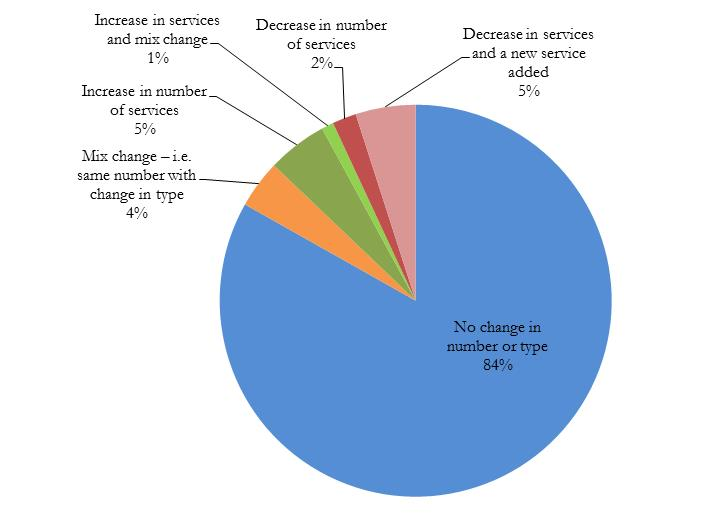 Increase in services
and mix change
1%
Decrease in number
of services
2%
Decrease in services
and a new service
added
5%
Increase in number
of services
5%
Mix change – i.e.
same number with
change in type
4%
No change in
number or type
84%